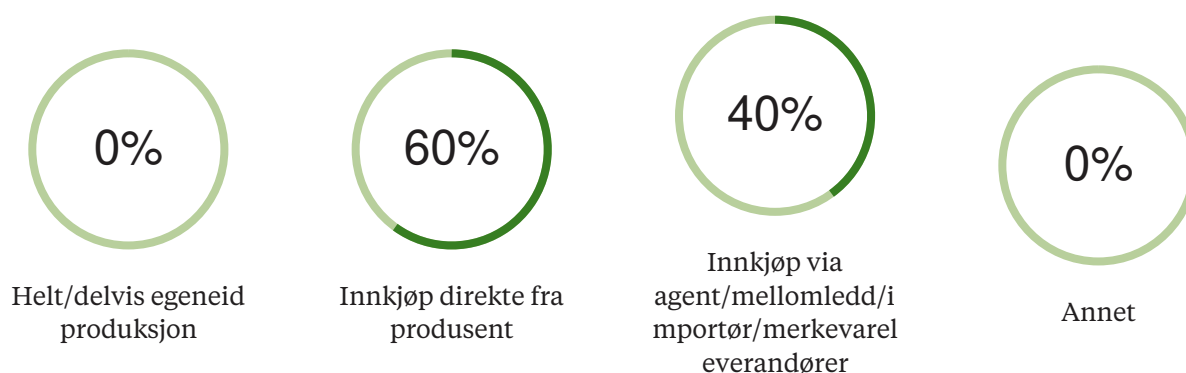 0%
Helt/delvis egeneid
produksjon
60%
Innkjøp direkte fra
produsent
40%
Innkjøp via
agent/mellomledd/i
mportør/merkevarel
everandører
0%
Annet